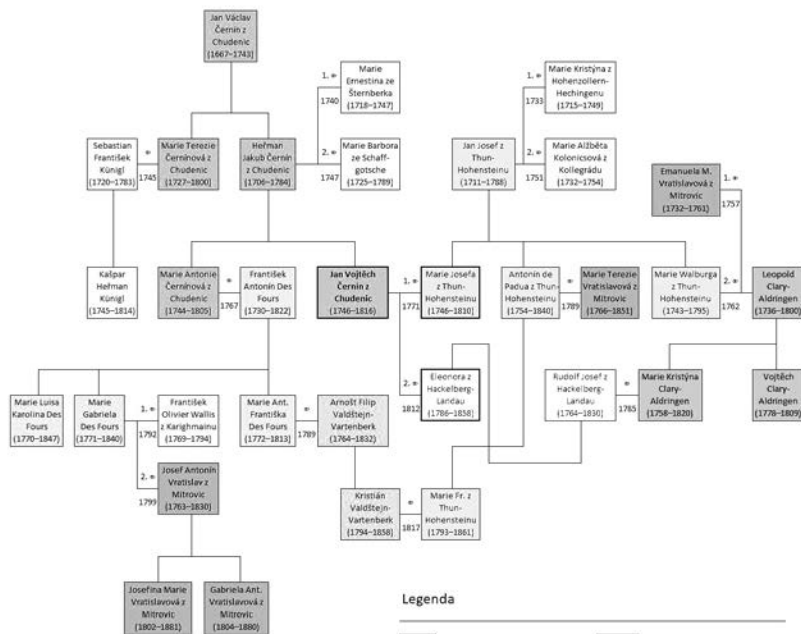 Jan Václav
Černín z
Chudenic
(1667–1743)
1. ⚭
1740
Marie
Ernestina ze
Šternberka
(1718–1747)
1. ⚭
1733
Marie Kristýna z
Hohenzollern-
Hechingenu
(1715–1749)
Sebastian
František
Künigl
(1720–1783)
⚭
1745
Marie Terezie
Černínová z
Chudenic
(1727–1800)
Heřman
Jakub Černín
z Chudenic
(1706–1784)
2. ⚭
1747
Marie Barbora
ze Schaff-
gotsche
(1725–1789)
Jan Josef z
Thun-
Hohensteinu
(1711–1788)
2. ⚭
1751
Marie Alžběta
Kolonicsová z
Kollegrádu
(1732–1754)
Emanuela M.
Vratislavová z
Mitrovic
(1732–1761)
1. ⚭
1757
Kašpar
Heřman
Künigl
(1745–1814)
Marie Antonie
Černínová z
Chudenic
(1744–1805)
⚭
1767
František
Antonín Des
Fours
(1730–1822)
Jan Vojtěch
Černín z
Chudenic
(1746–1816)
1. ⚭
1771
Marie Josefa
z Thun-
Hohensteinu
(1746–1810)
Antonín de
Padua z Thun-
Hohensteinu
(1754–1840)
⚭
1789
Marie Terezie
Vratislavová z
Mitrovic
(1766–1851)
Marie Walburga
z Thun-
Hohensteinu
(1743–1795)
2. ⚭
1762
Leopold
Clary-
Aldringen
(1736–1800)
Marie Luisa
Karolina Des
Fours
(1770–1847)
Marie
Gabriela
Des Fours
(1771–1840)
1. ⚭
1792
František
Olivier Wallis
z Karighmainu
(1769–1794)
Marie Ant.
Františka
Des Fours
(1772–1813)
⚭
1789
Arnošt Filip
Valdštejn-
Vartenberk
(1764–1832)
2. ⚭
1812
Eleonora z
Hackelberg-
Landau
(1786–1858)
Rudolf Josef z
Hackelberg-
Landau
(1764–1830)
⚭
1785
Marie Kristýna
Clary-
Aldringen
(1758–1820)
Vojtěch
Clary-
Aldringen
(1778–1809)
2. ⚭
1799
Josef Antonín
Vratislav z
Mitrovic
(1763–1830)
Kristián
Valdštejn-
Vartenberk
(1794–1858)
⚭
1817
Marie Fr. z
Thun-
Hohensteinu
(1793–1861)
Josefina Marie
Vratislavová z
Mitrovic
(1802–1881)
Gabriela Ant.
Vratislavová z
Mitrovic
(1804–1880)
Legenda